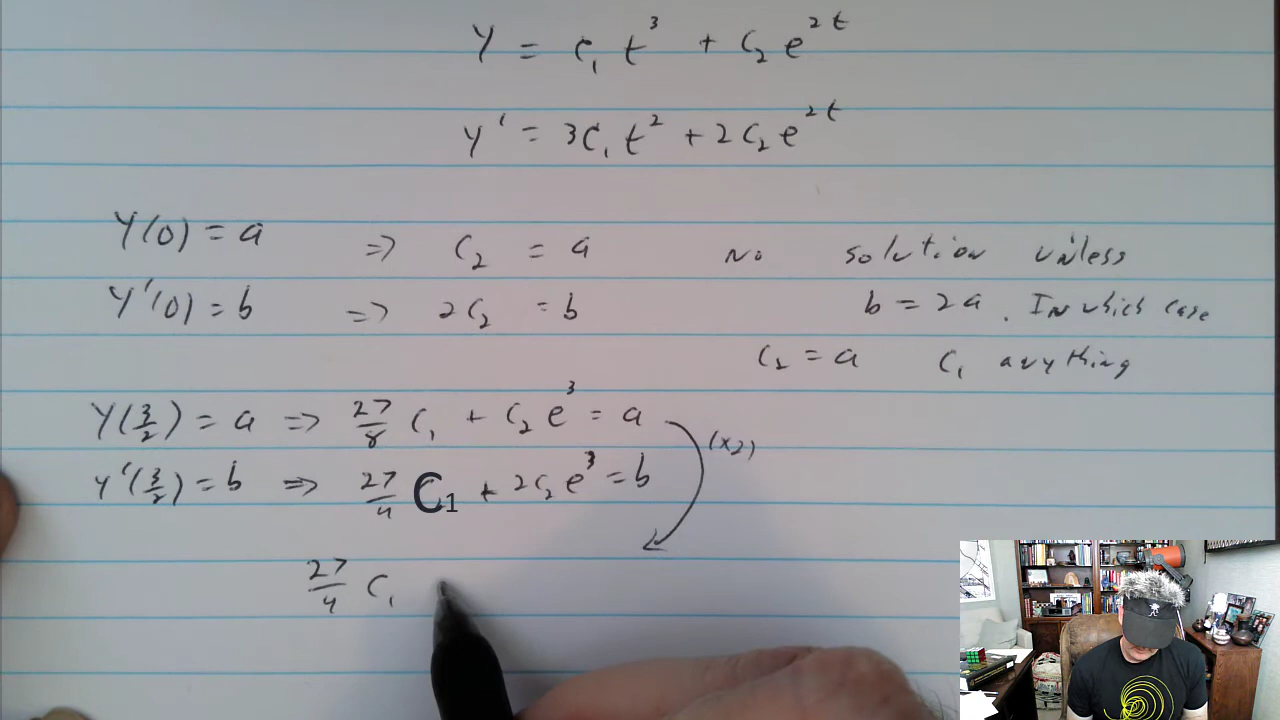 y = c₁ t³ + c₂ e²ᵗ
y' = 3c₁ t² + 2c₂ e²ᵗ
y(0) = a ⇒ c₂ = a No solution unless
y'(0) = b ⇒ 2c₂ = b b = 2a. In which case
c₂ = a c₁ anything
y(3/2) = a ⇒ 27/8 c₁ + c₂ e³ = a (x2)
y'(3/2) = b ⇒ 27/4 C₁ + 2c₂ e³ = b
27/4 c₁